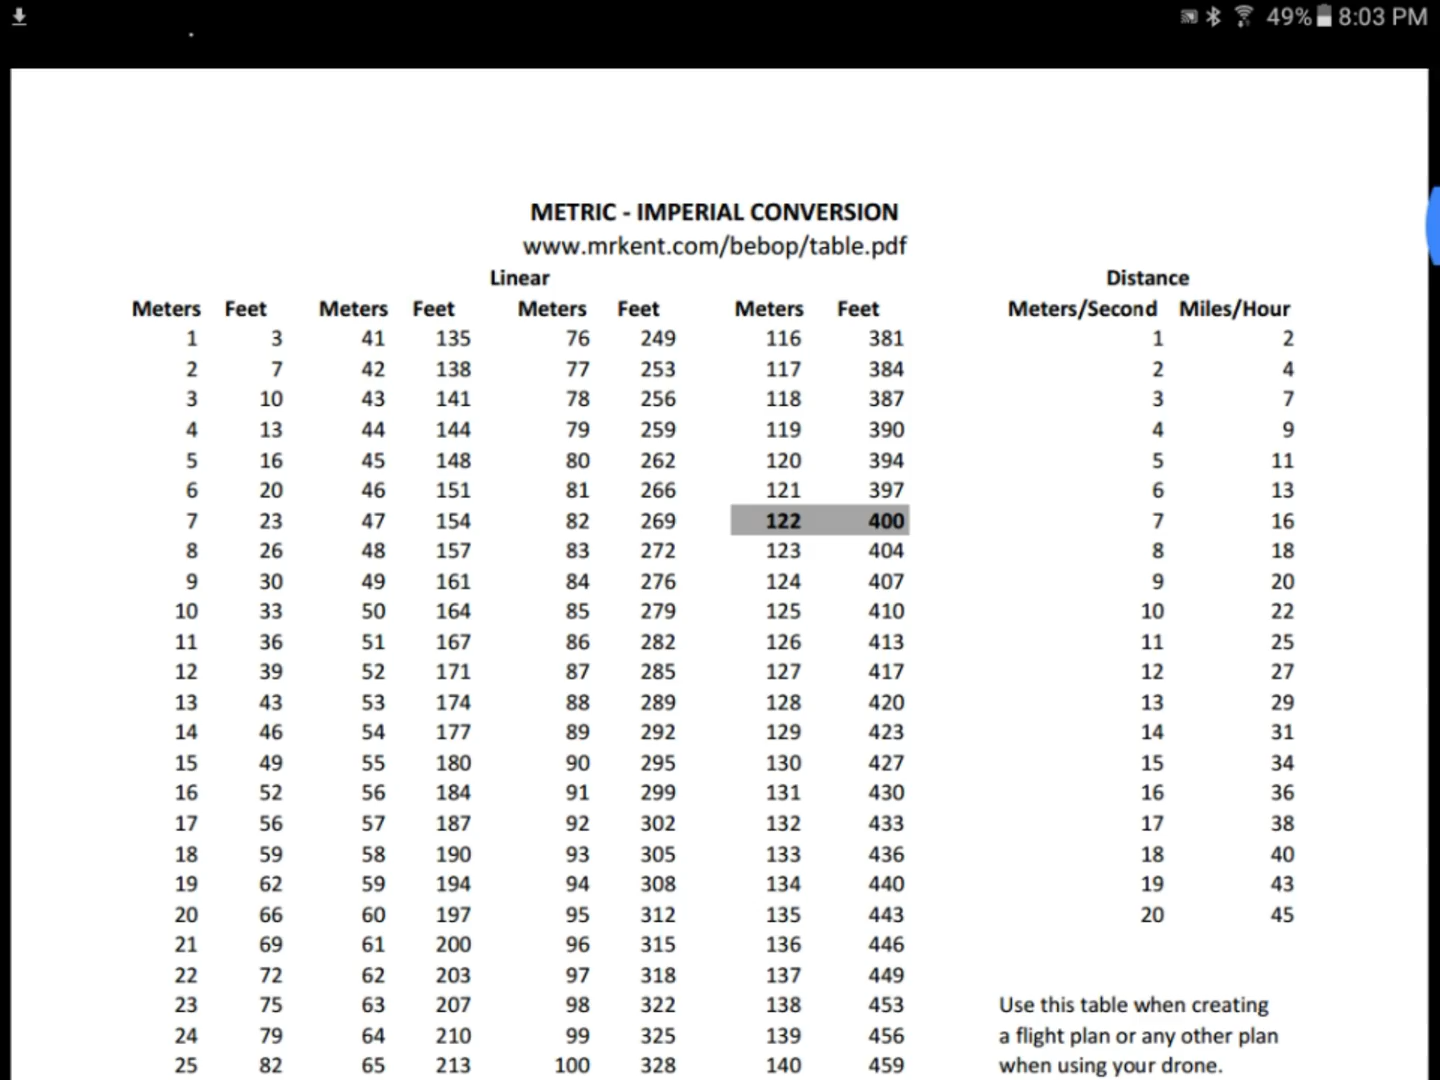 49% 8:03 PM
METRIC - IMPERIAL CONVERSION
www.mrkent.com/bebop/table.pdf
Linear Distance
Meters Feet Meters Feet Meters Feet Meters Feet Meters/Second Miles/Hour
1 3 41 135 76 249 116 381 1 2
2 7 42 138 77 253 117 384 2 4
3 10 43 141 78 256 118 387 3 7
4 13 44 144 79 259 119 390 4 9
5 16 45 148 80 262 120 394 5 11
6 20 46 151 81 266 121 397 6 13
7 23 47 154 82 269 122 400 7 16
8 26 48 157 83 272 123 404 8 18
9 30 49 161 84 276 124 407 9 20
10 33 50 164 85 279 125 410 10 22
11 36 51 167 86 282 126 413 11 25
12 39 52 171 87 285 127 417 12 27
13 43 53 174 88 289 128 420 13 29
14 46 54 177 89 292 129 423 14 31
15 49 55 180 90 295 130 427 15 34
16 52 56 184 91 299 131 430 16 36
17 56 57 187 92 302 132 433 17 38
18 59 58 190 93 305 133 436 18 40
19 62 59 194 94 308 134 440 19 43
20 66 60 197 95 312 135 443 20 45
21 69 61 200 96 315 136 446
22 72 62 203 97 318 137 449
23 75 63 207 98 322 138 453 Use this table when creating
24 79 64 210 99 325 139 456 a flight plan or any other plan
25 82 65 213 100 328 140 459 when using your drone.